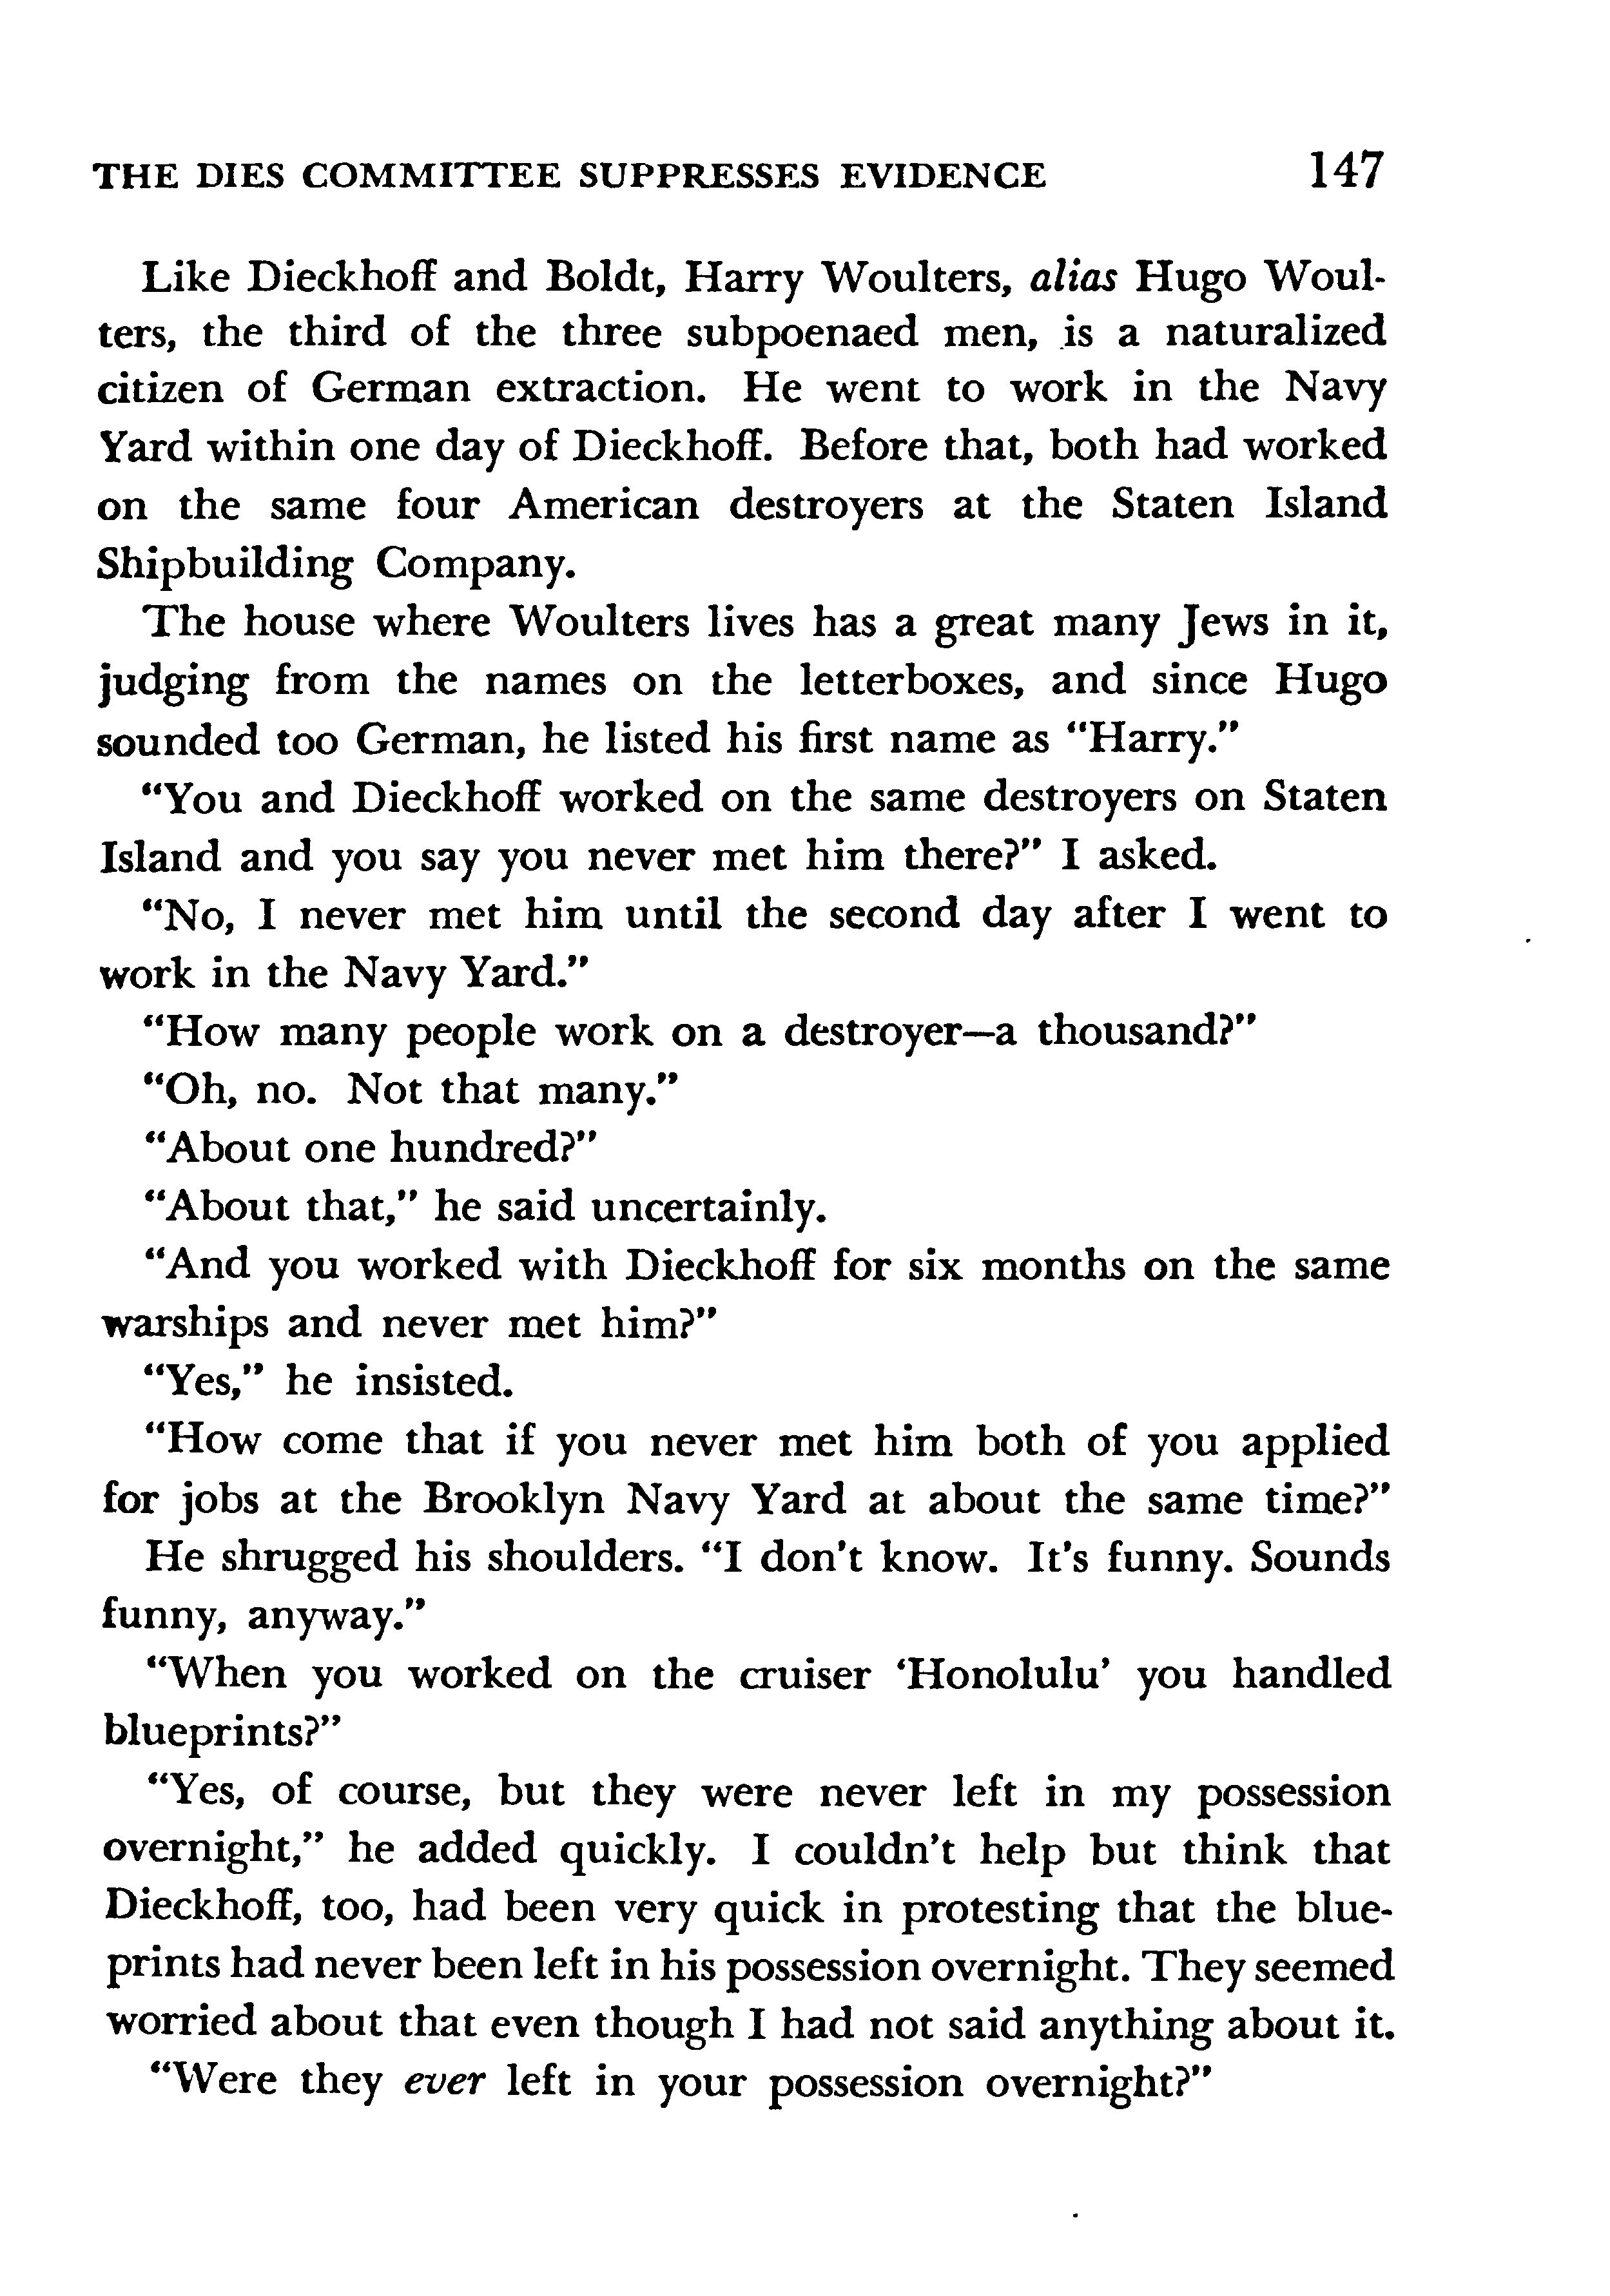 THE DIES COMMITTEE SUPPRESSES EVIDENCE 147
Like Dieckhoff and Boldt, Harry Woulters, alias Hugo Woul-
ters, the third of the three subpoenaed men, is a naturalized
citizen of German extraction. He went to work in the Navy
Yard within one day of Dieckhoff. Before that, both had worked
on the same four American destroyers at the Staten Island
Shipbuilding Company.
The house where Woulters lives has a great many Jews in it,
judging from the names on the letterboxes, and since Hugo
sounded too German, he listed his first name as “Harry.”
“You and Dieckhoff worked on the same destroyers on Staten
Island and you say you never met him there?” I asked.
“No, I never met him until the second day after I went to
work in the Navy Yard.”
“How many people work on a destroyer—a thousand?”
“Oh, no. Not that many.”
“About one hundred?”
“About that,” he said uncertainly.
“And you worked with Dieckhoff for six months on the same
warships and never met him?”
“Yes,” he insisted.
“How come that if you never met him both of you applied
for jobs at the Brooklyn Navy Yard at about the same time?”
He shrugged his shoulders. “I don’t know. It’s funny. Sounds
funny, anyway.”
“When you worked on the cruiser ‘Honolulu’ you handled
blueprints?”
“Yes, of course, but they were never left in my possession
overnight,” he added quickly. I couldn’t help but think that
Dieckhoff, too, had been very quick in protesting that the blue-
prints had never been left in his possession overnight. They seemed
worried about that even though I had not said anything about it.
“Were they ever left in your possession overnight?”